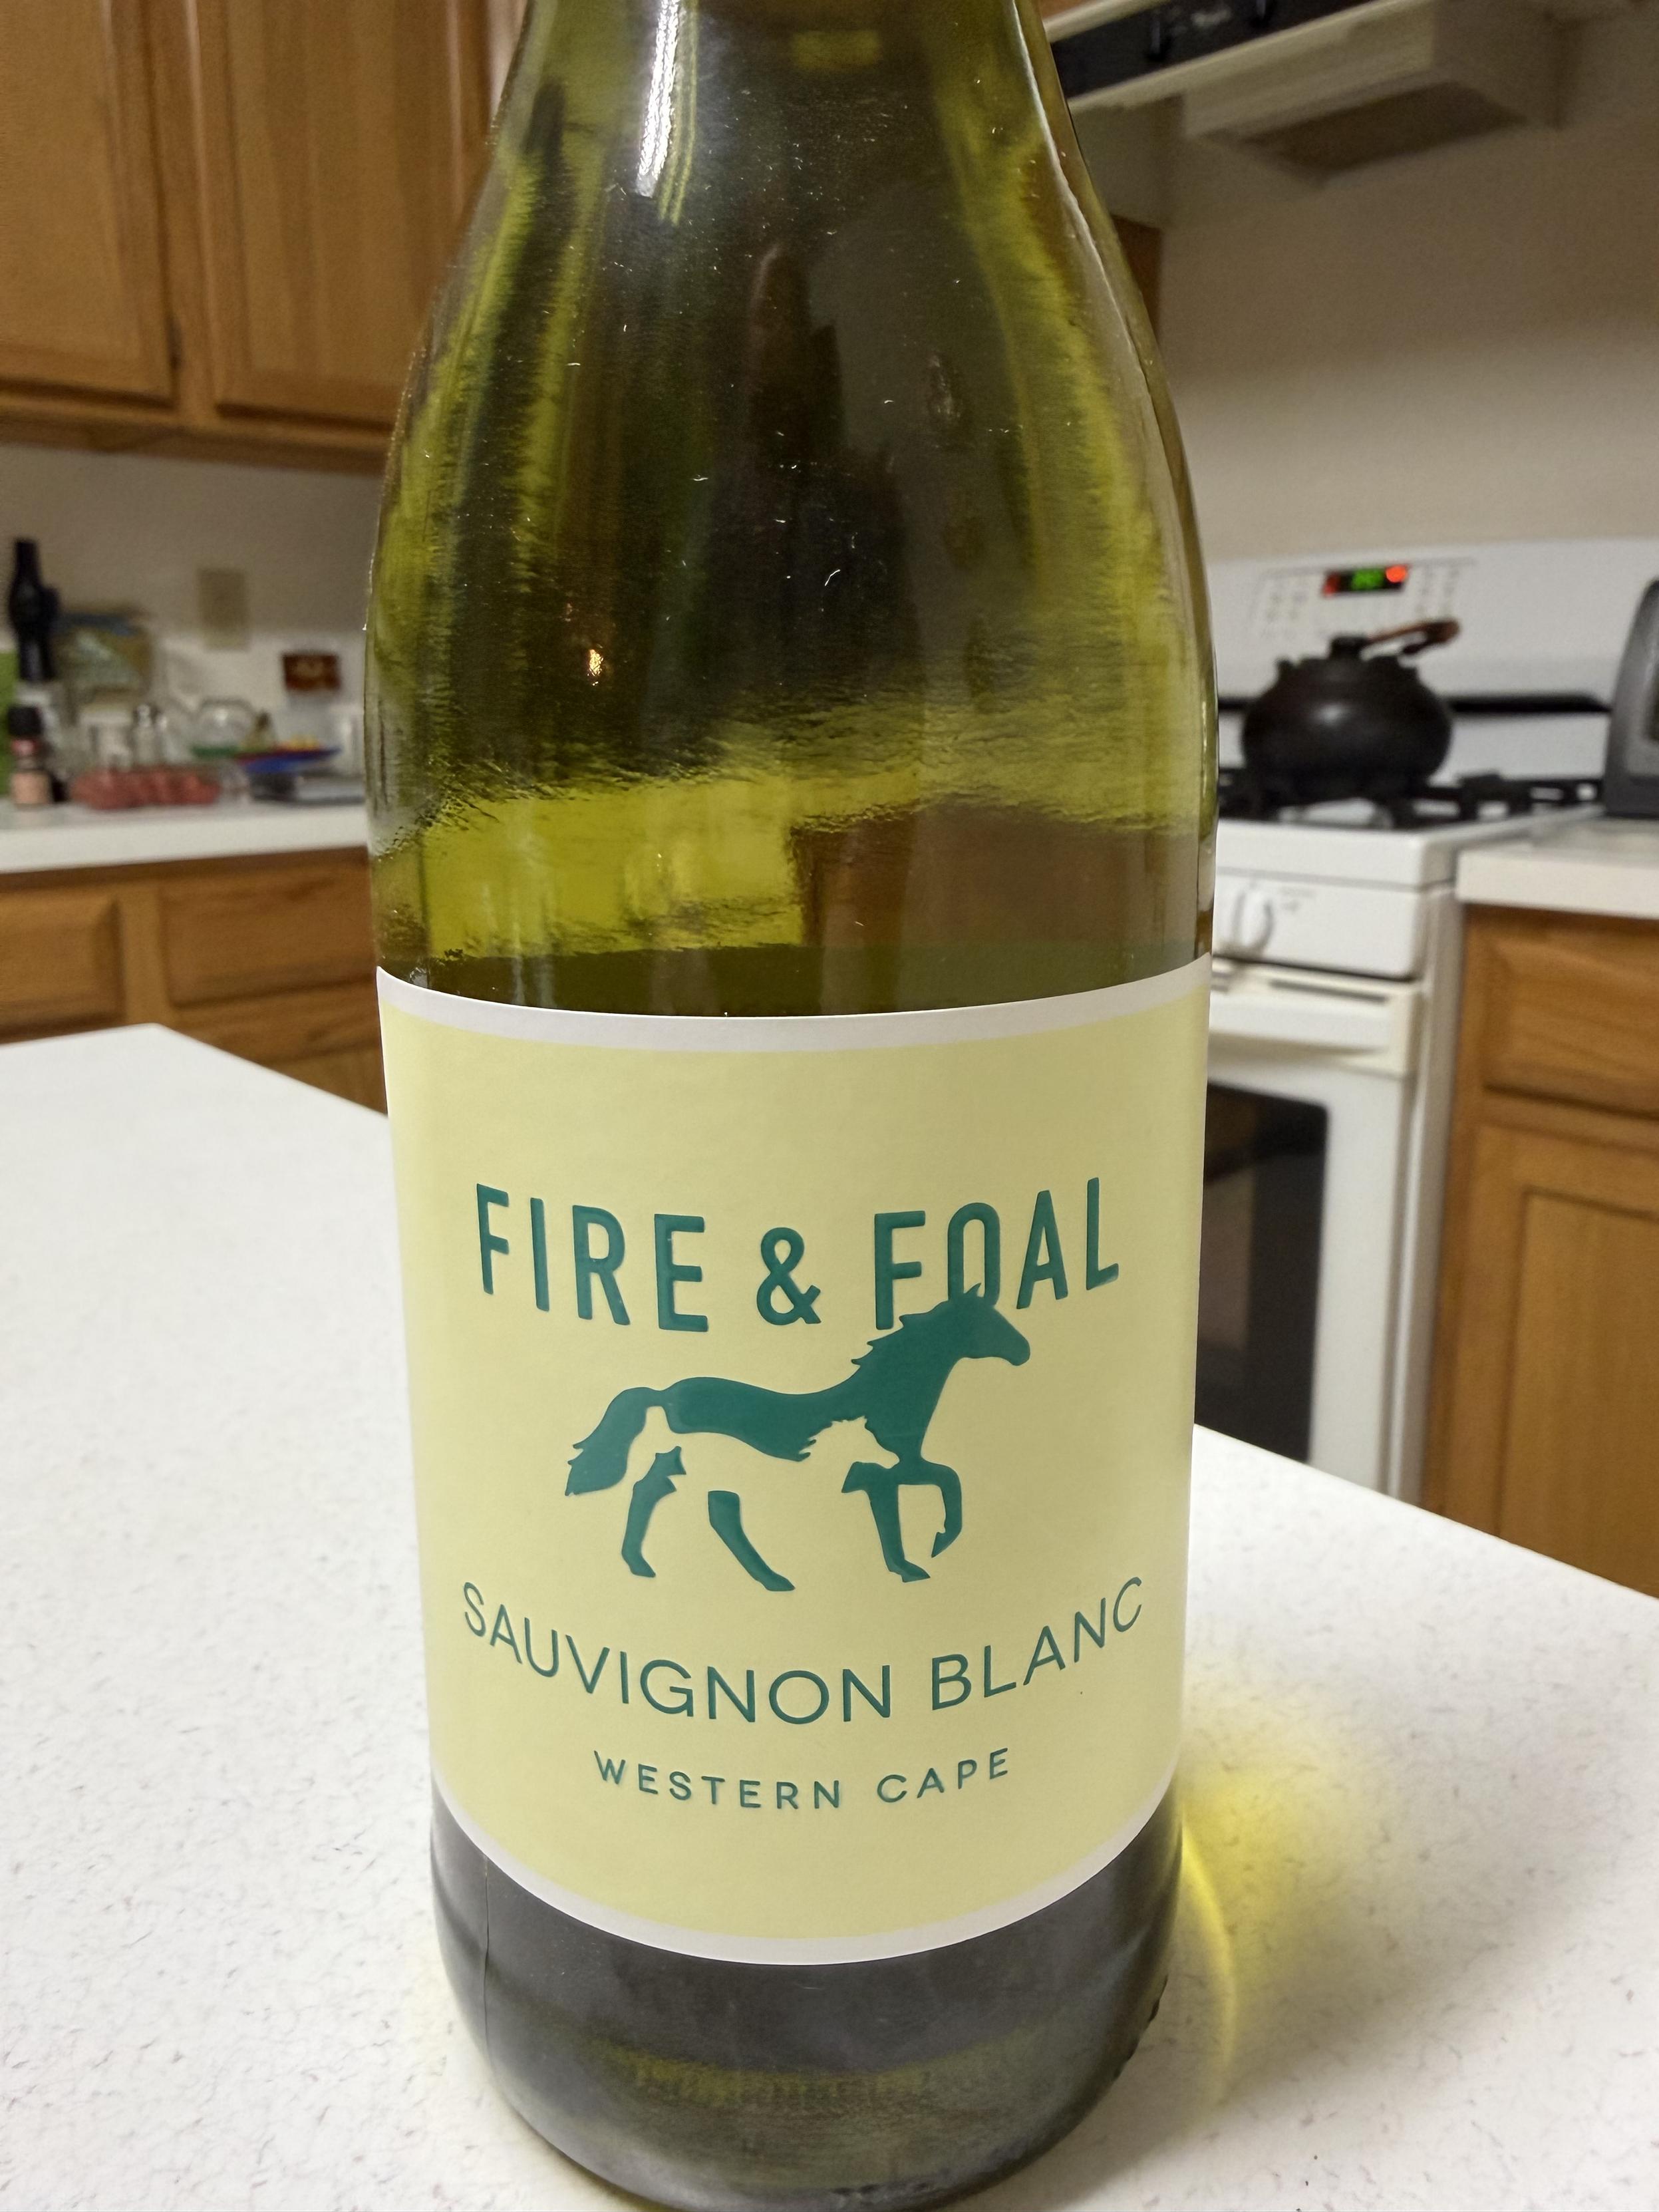 FIRE & FOAL
SAUVIGNON BLANC
WESTERN CAPE